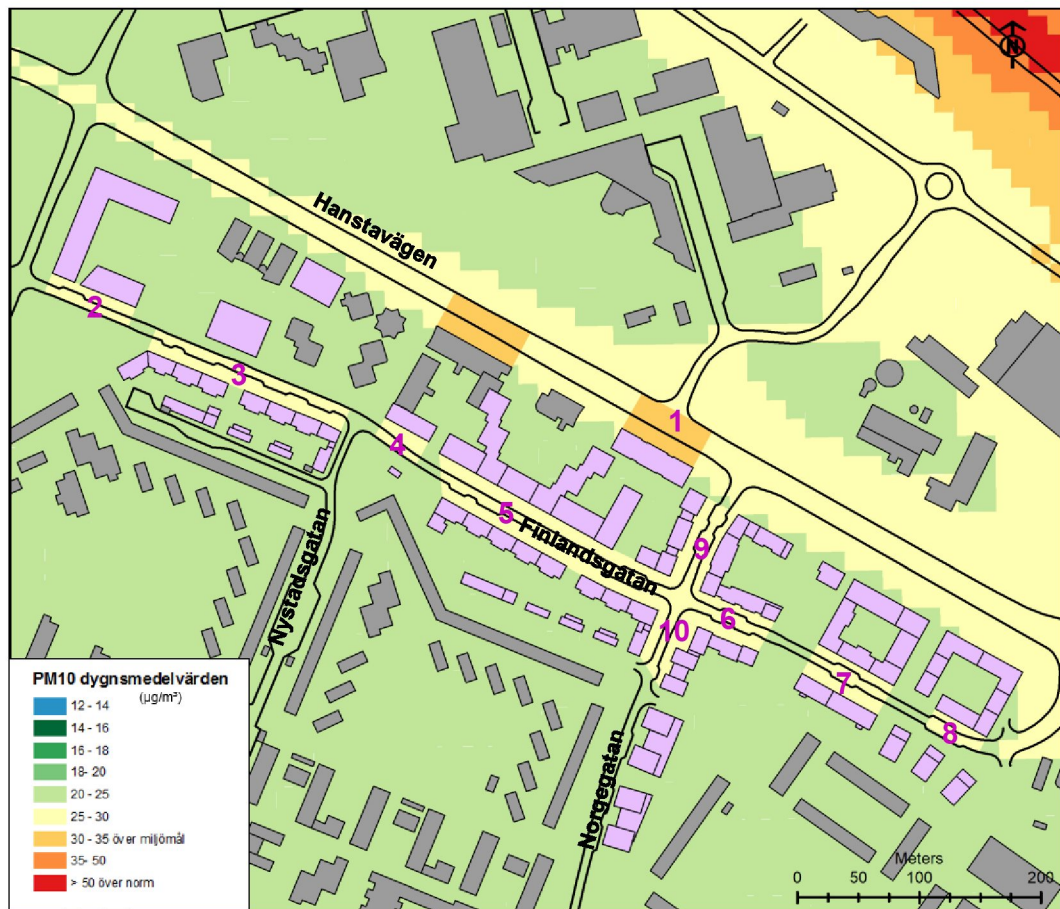 N
Hanstavägen
1
2
3
4
5
Finlandsgatan
9
6
10
7
8
Nystadsgatan
Norgegatan
PM10 dygnsmedelvärden
(µg/m³)
12 - 14
14 - 16
16 - 18
18- 20
20 - 25
25 - 30
30 - 35 över miljömål
35- 50
> 50 över norm
Meters
0 50 100 200